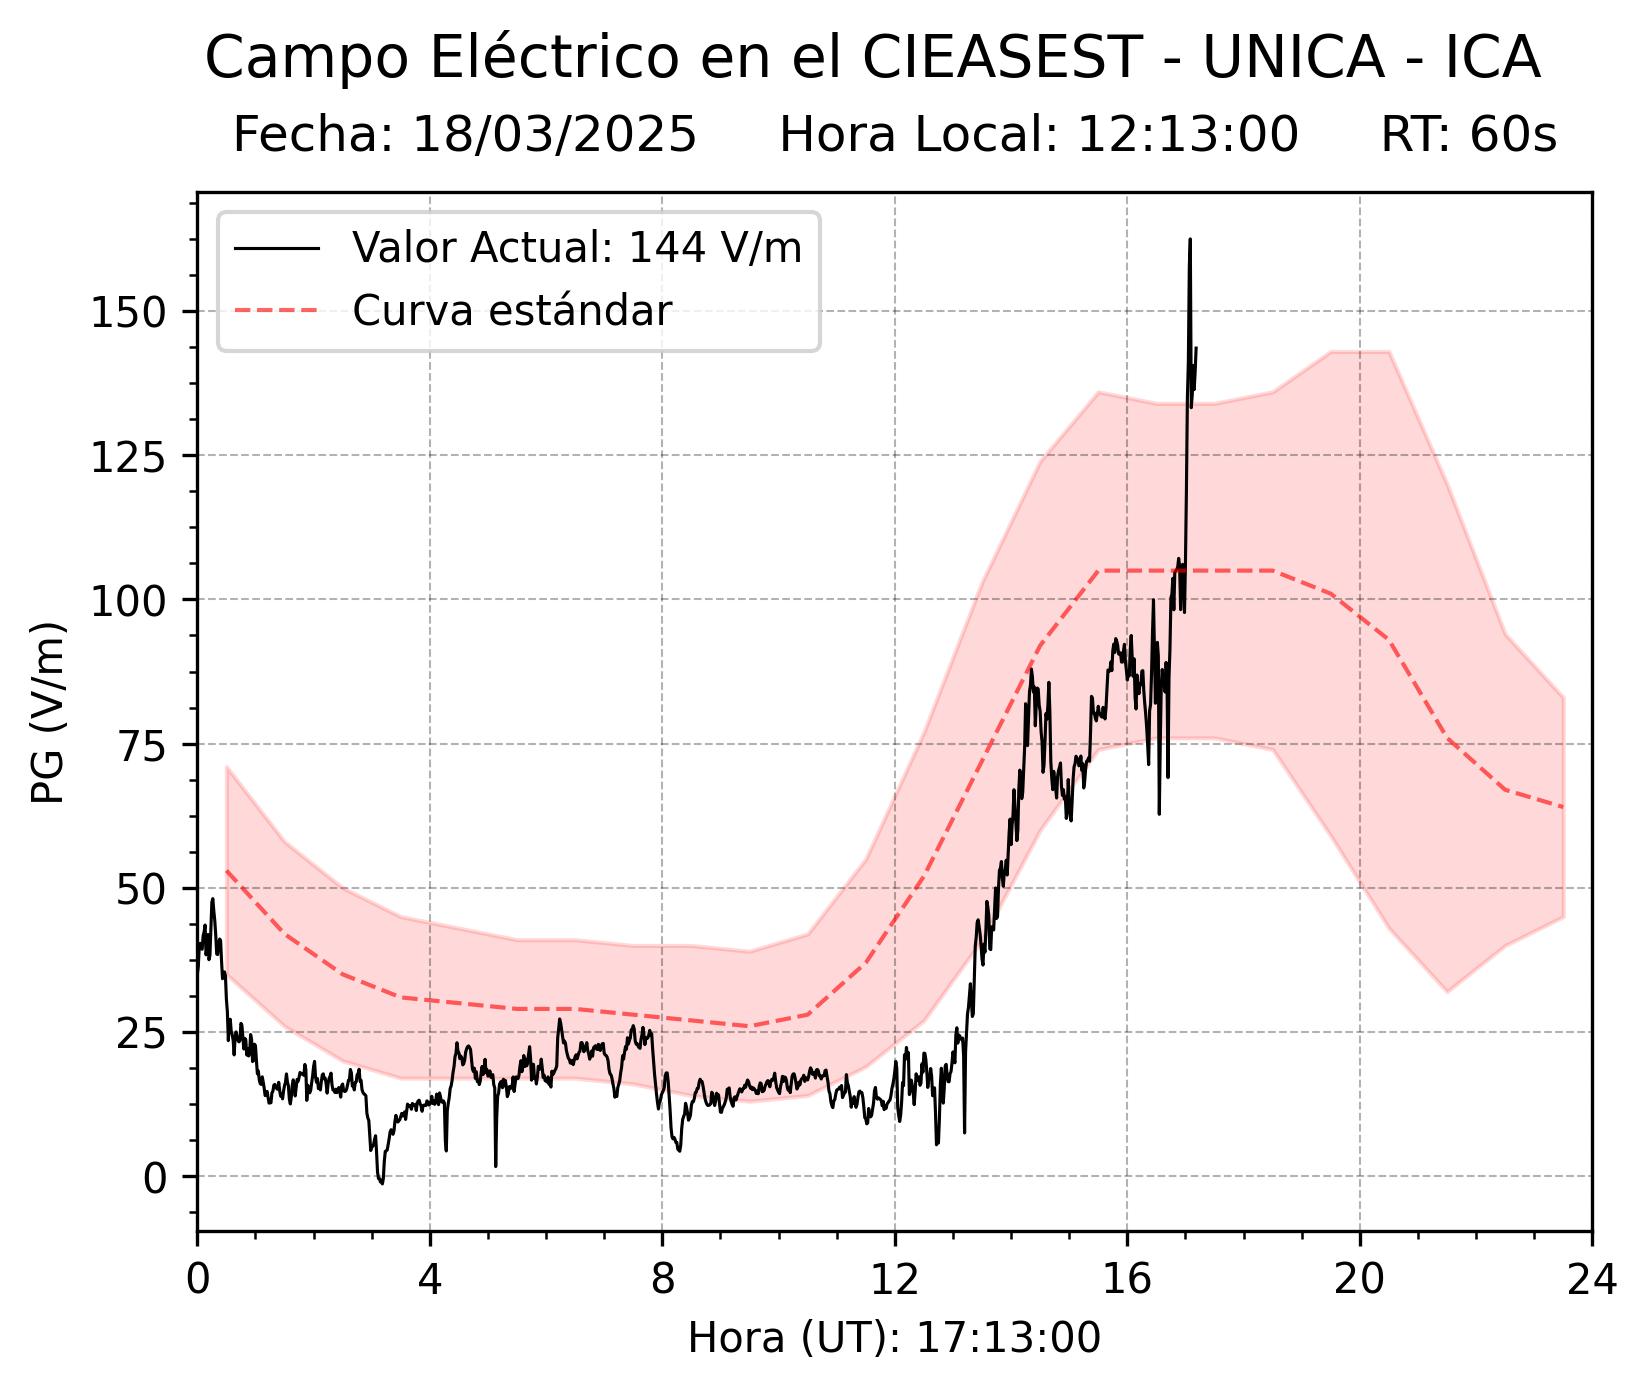 Campo Eléctrico en el CIEASEST - UNICA - ICA
Fecha: 18/03/2025 Hora Local: 12:13:00 RT: 60s
Valor Actual: 144 V/m
Curva estándar
PG (V/m)
150
125
100
75
50
25
0
0 4 8 12 16 20 24
Hora (UT): 17:13:00